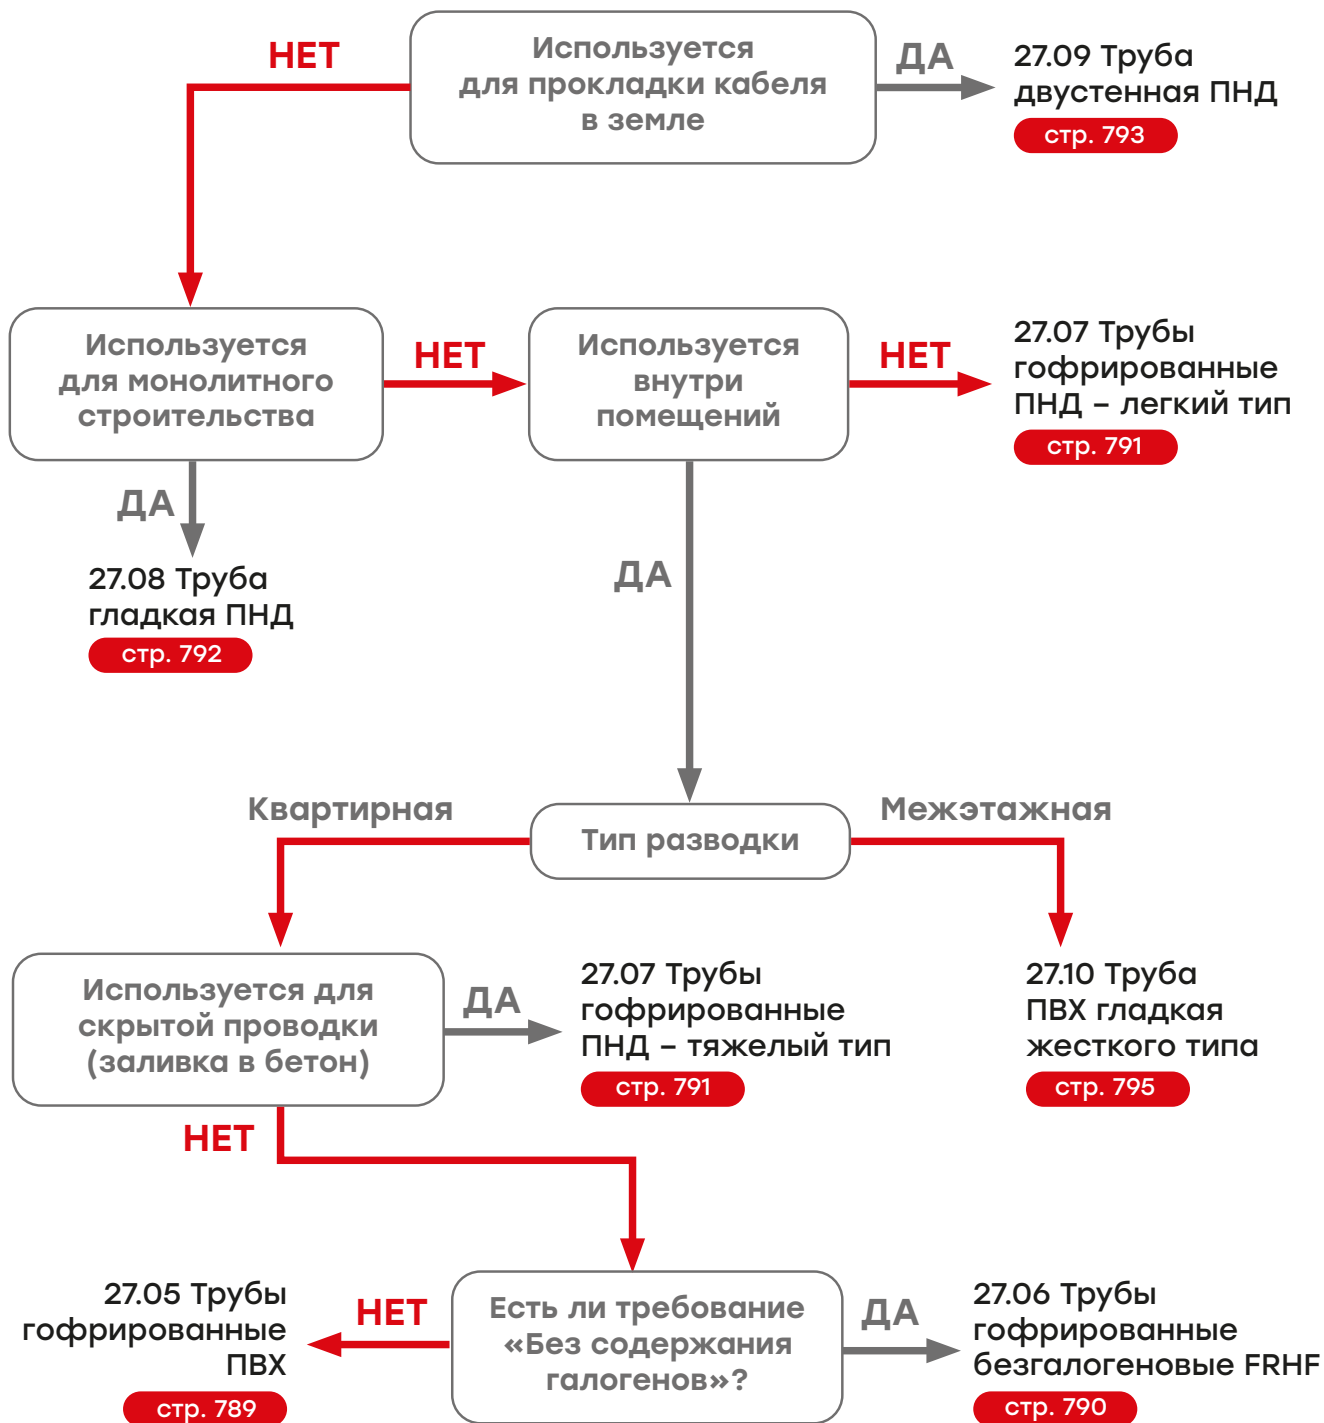 НЕТ
Используется
для прокладки кабеля
в земле
ДА
27.09 Труба
двустенная ПНД
стр. 793
Используется
для монолитного
строительства
НЕТ
Используется
внутри
помещений
НЕТ
27.07 Трубы
гофрированные
ПНД – легкий тип
стр. 791
ДА
27.08 Труба
гладкая ПНД
стр. 792
ДА
Квартирная
Тип разводки
Межэтажная
Используется для
скрытой проводки
(заливка в бетон)
ДА
27.07 Трубы
гофрированные
ПНД – тяжелый тип
стр. 791
27.10 Труба
ПВХ гладкая
жесткого типа
стр. 795
НЕТ
27.05 Трубы
гофрированные
ПВХ
стр. 789
НЕТ
Есть ли требование
«Без содержания
галогенов»?
ДА
27.06 Трубы
гофрированные
безгалогеновые FRHF
стр. 790